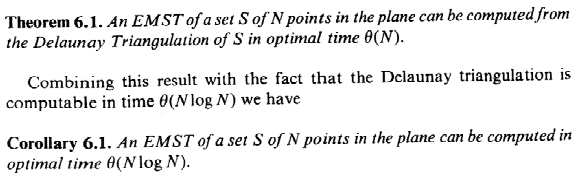 Theorem 6.1. An EMST of a set S of N points in the plane can be computed from
the Delaunay Triangulation of S in optimal time θ(N).
Combining this result with the fact that the Delaunay triangulation is
computable in time θ(N log N) we have
Corollary 6.1. An EMST of a set S of N points in the plane can be computed in
optimal time θ(N log N).